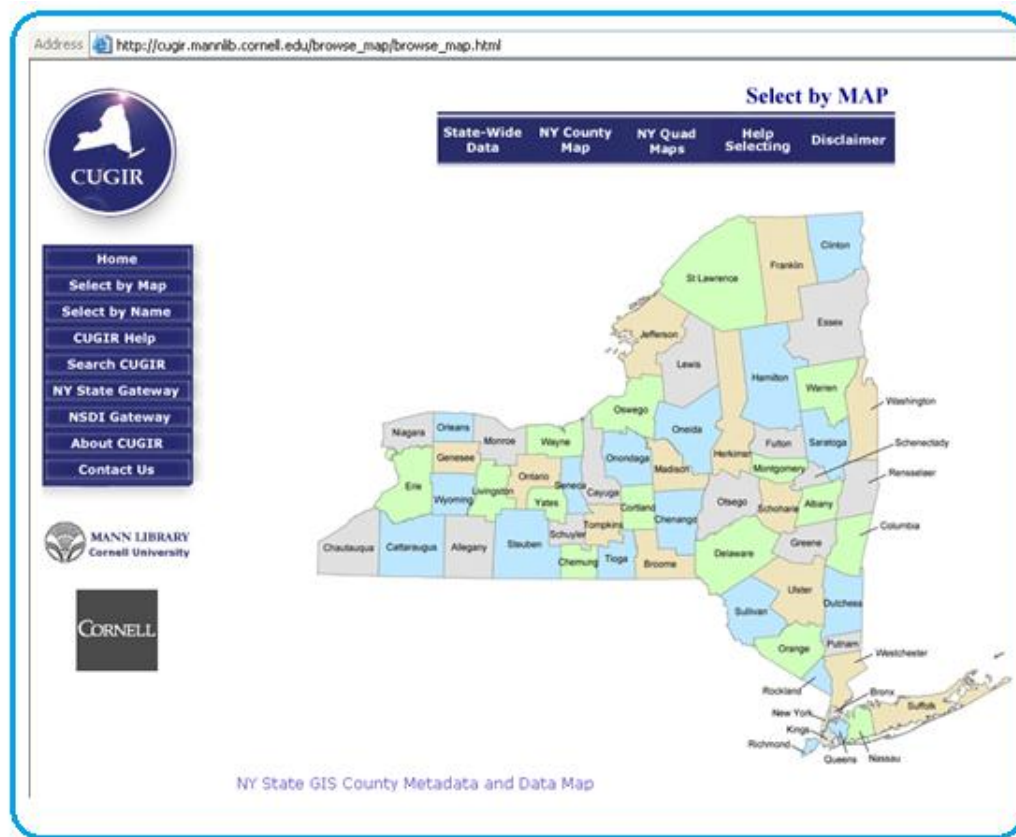 Address http://cugir.mannlib.cornell.edu/browse_map/browse_map.html
CUGIR
Select by MAP
State-Wide
Data
NY County
Map
NY Quad
Maps
Help
Selecting
Disclaimer
Home
Select by Map
Select by Name
CUGIR Help
Search CUGIR
NY State Gateway
NSDI Gateway
About CUGIR
Contact Us
MANN LIBRARY
Cornell University
CORNELL
Clinton
Franklin
St Lawrence
Essex
Jefferson
Lewis
Hamilton
Warren
Washington
Oswego
Oneida
Herkimer
Saratoga
Schenectady
Niagara
Orleans
Monroe
Wayne
Fulton
Genesee
Onondaga
Madison
Montgomery
Rensselaer
Erie
Ontario
Seneca
Cayuga
Wyoming
Livingston
Yates
Cortland
Chenango
Otsego
Schoharie
Albany
Columbia
Tompkins
Schuyler
Greene
Chautauqua
Cattaraugus
Allegany
Steuben
Chemung
Tioga
Broome
Delaware
Ulster
Sullivan
Dutchess
Orange
Putnam
Westchester
Rockland
Bronx
New York
Suffolk
Kings
Richmond
Queens
Nassau
NY State GIS County Metadata and Data Map